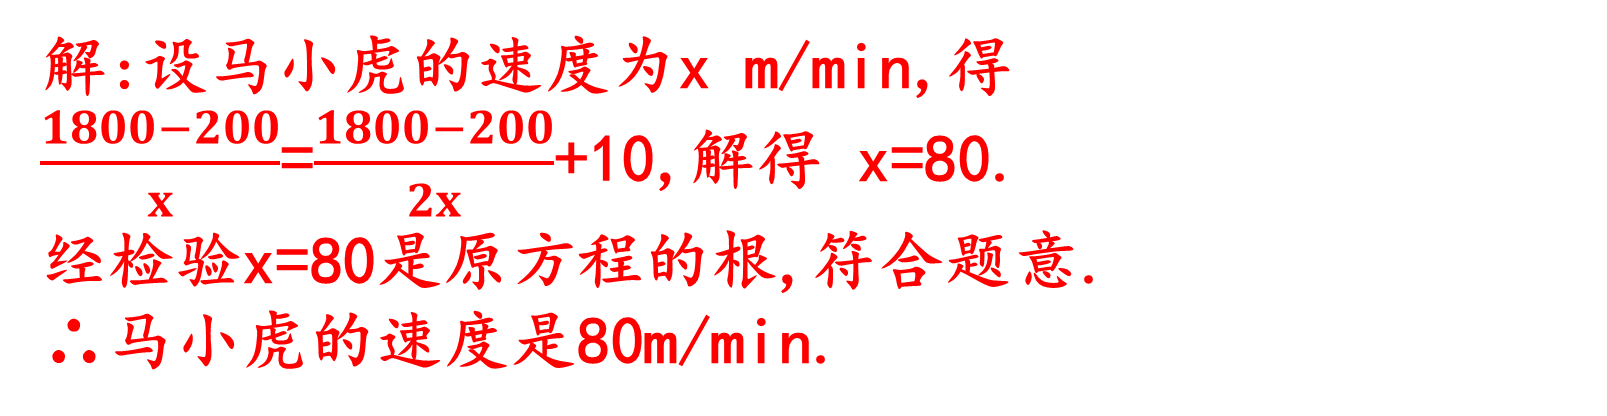 解:设马小虎的速度为x m/min,得
\frac{1800-200}{x}=\frac{1800-200}{2x}+10,解得 x=80.
经检验x=80是原方程的根,符合题意.
∴马小虎的速度是80m/min.